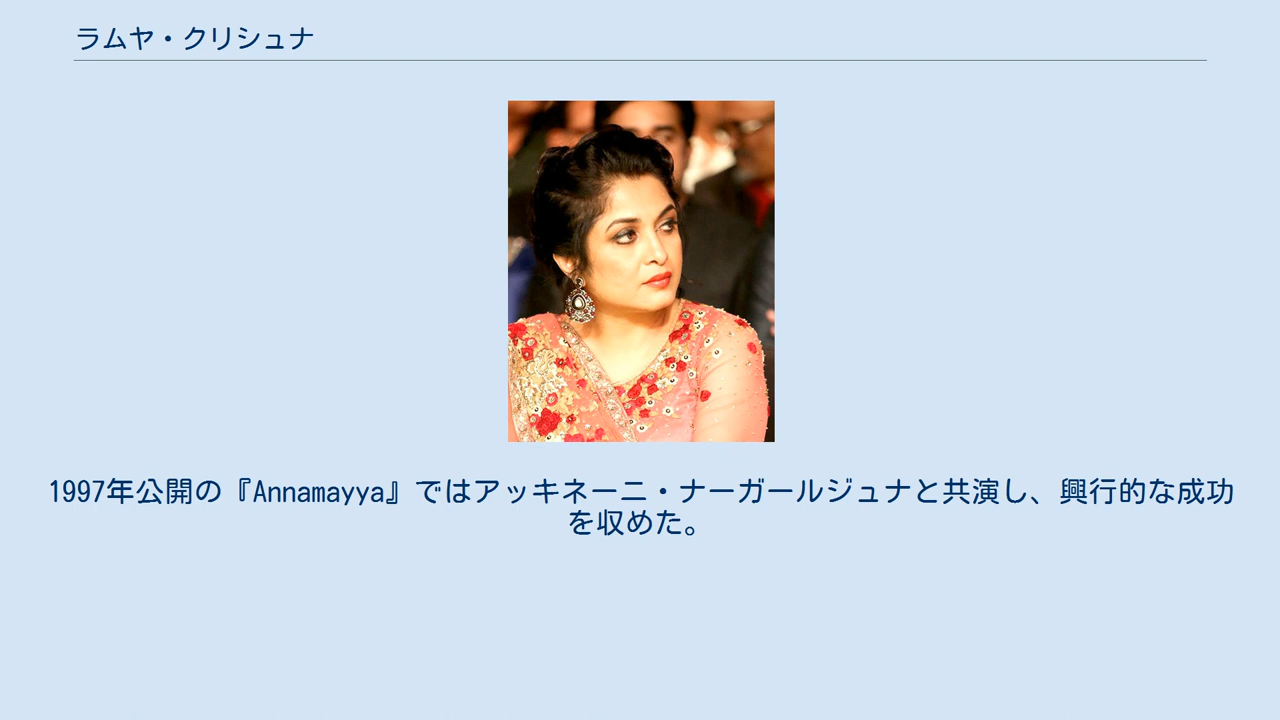 ラムヤ・クリシュナ
1997年公開の『Annamayya』ではアッキネーニ・ナーガールジュナと共演し、興行的な成功
を収めた。